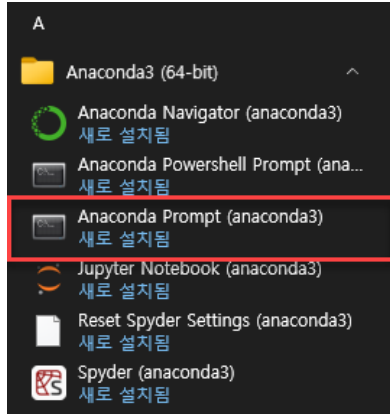 A
Anaconda3 (64-bit)
Anaconda Navigator (anaconda3)
새로 설치됨
Anaconda Powershell Prompt (ana...
새로 설치됨
Anaconda Prompt (anaconda3)
새로 설치됨
Jupyter Notebook (anaconda3)
새로 설치됨
Reset Spyder Settings (anaconda3)
새로 설치됨
Spyder (anaconda3)
새로 설치됨